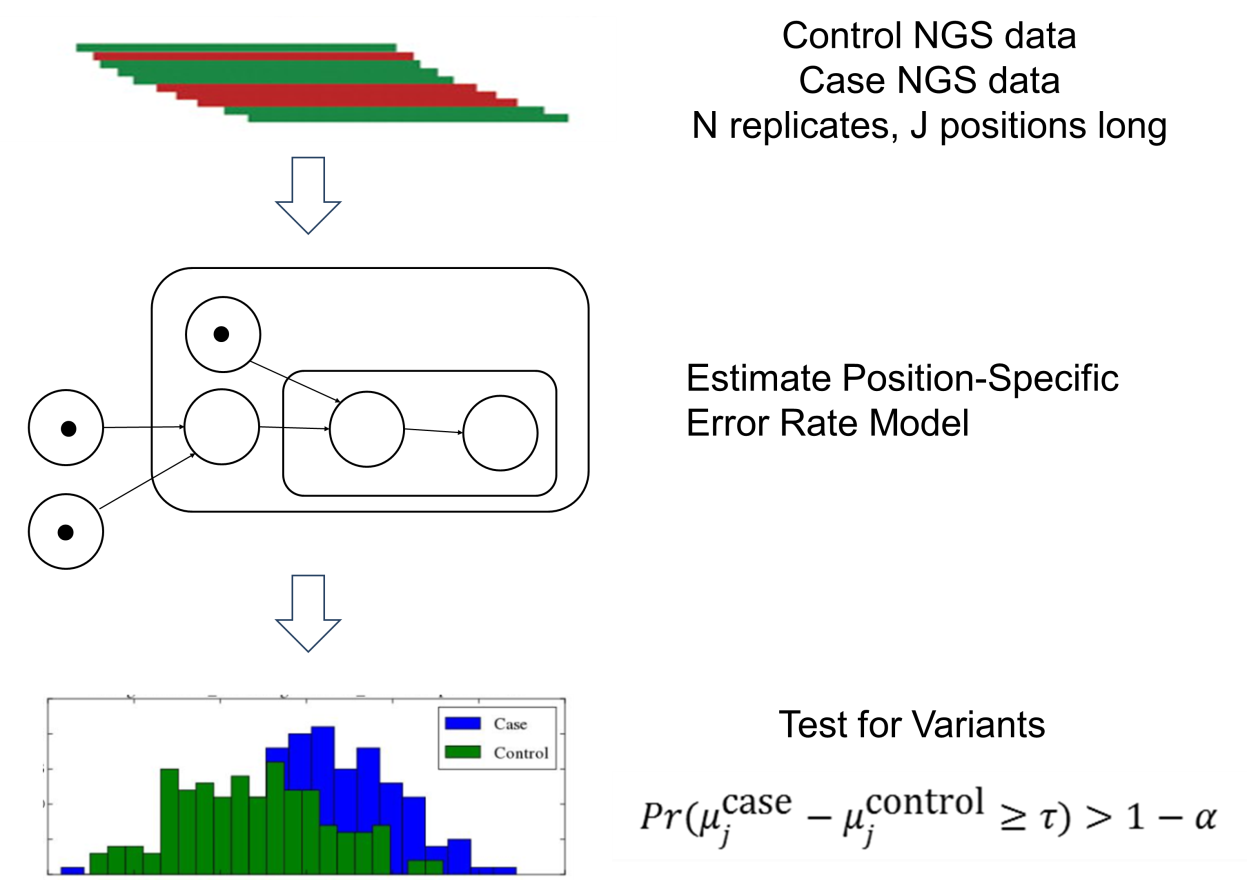 Control NGS data
Case NGS data
N replicates, J positions long
Estimate Position-Specific
Error Rate Model
Case
Control
Test for Variants
Pr(μ_j^case − μ_j^control ≥ τ) > 1 − α